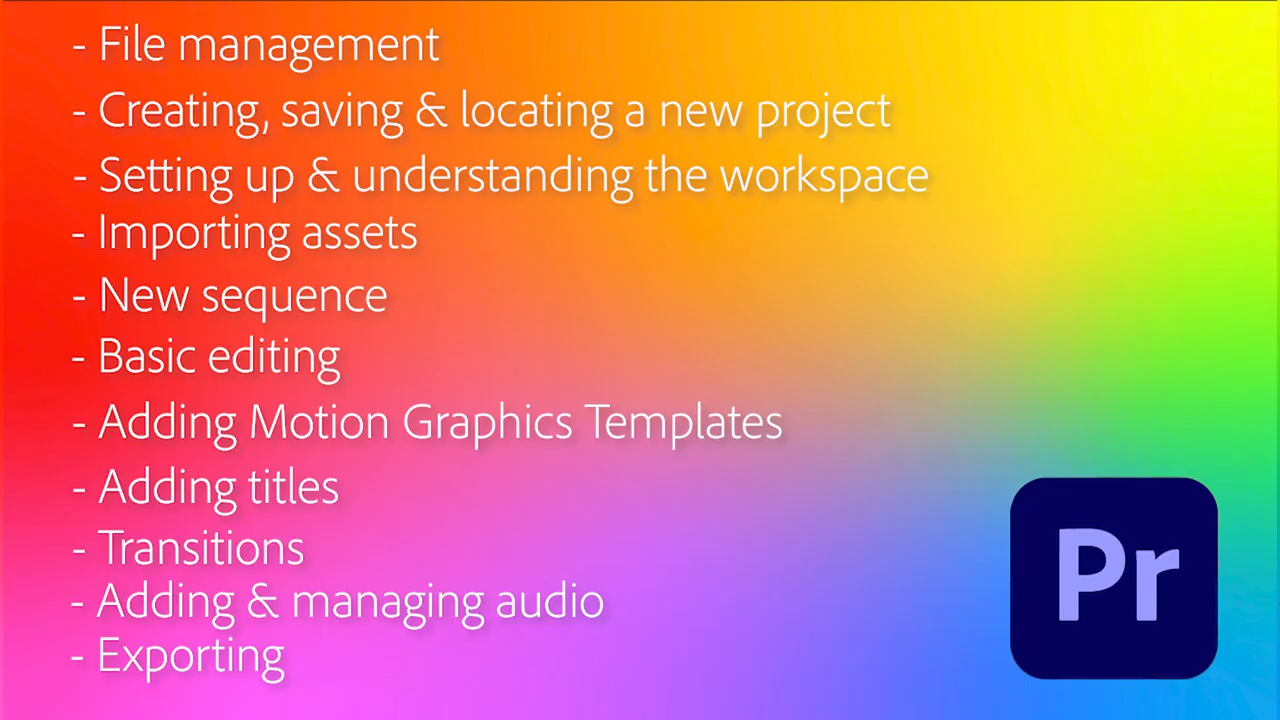 - File management
- Creating, saving & locating a new project
- Setting up & understanding the workspace
- Importing assets
- New sequence
- Basic editing
- Adding Motion Graphics Templates
- Adding titles
- Transitions
- Adding & managing audio
- Exporting
Pr